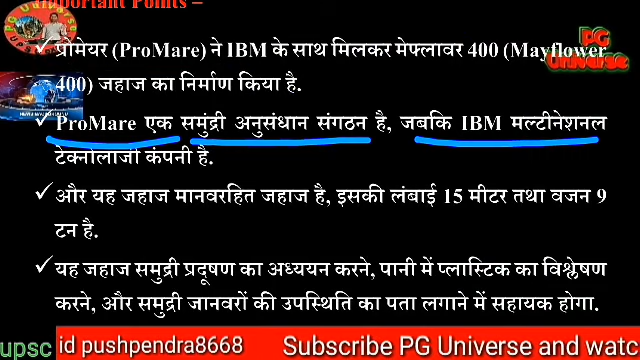 Important Points –
✓ प्रोमेयर (ProMare) ने IBM के साथ मिलकर मेफ्लावर 400 (Mayflower
400) जहाज का निर्माण किया है.
✓ ProMare एक समुंद्री अनुसंधान संगठन है, जबकि IBM मल्टीनेशनल
टेक्नोलाजी कंपनी है.
✓ और यह जहाज मानवरहित जहाज है, इसकी लंबाई 15 मीटर तथा वजन 9
टन है.
✓ यह जहाज समुद्री प्रदूषण का अध्ययन करने, पानी में प्लास्टिक का विश्लेषण
करने, और समुद्री जानवरों की उपस्थिति का पता लगाने में सहायक होगा.
PG
Universe
upsc id pushpendra8668 Subscribe PG Universe and watc